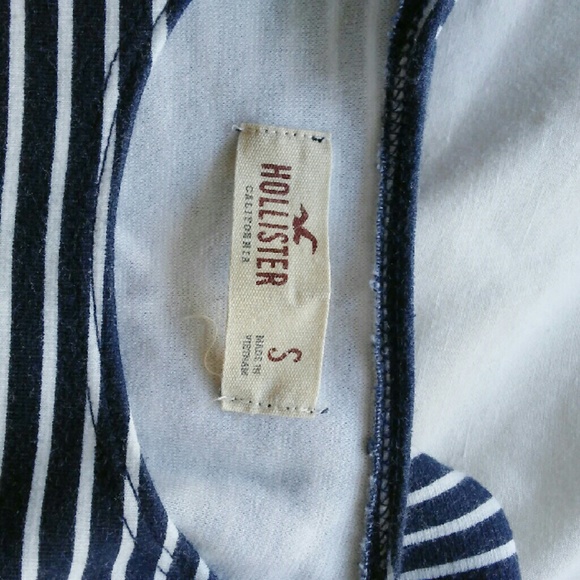 HOLLISTER
CALIFORNIA
S
MADE IN
VIETNAM